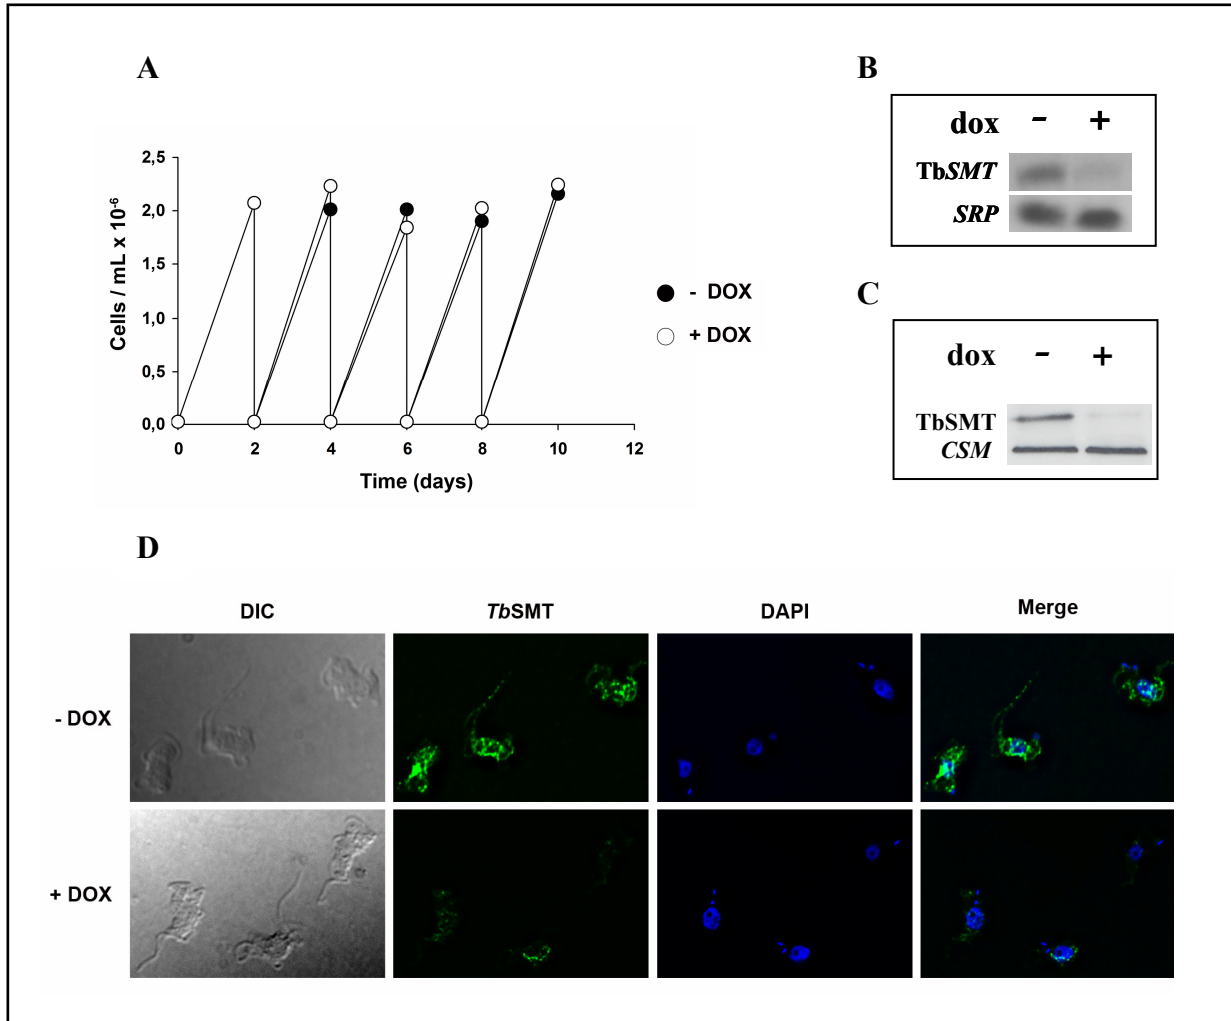 A
2,5
2,0
1,5
1,0
0,5
0,0
0 2 4 6 8 10 12
Cells / mL x 10-6
Time (days)
- DOX
+ DOX
B
dox - +
TbSMT
SRP
C
dox - +
TbSMT
CSM
D
DIC TbSMT DAPI Merge
- DOX
+ DOX